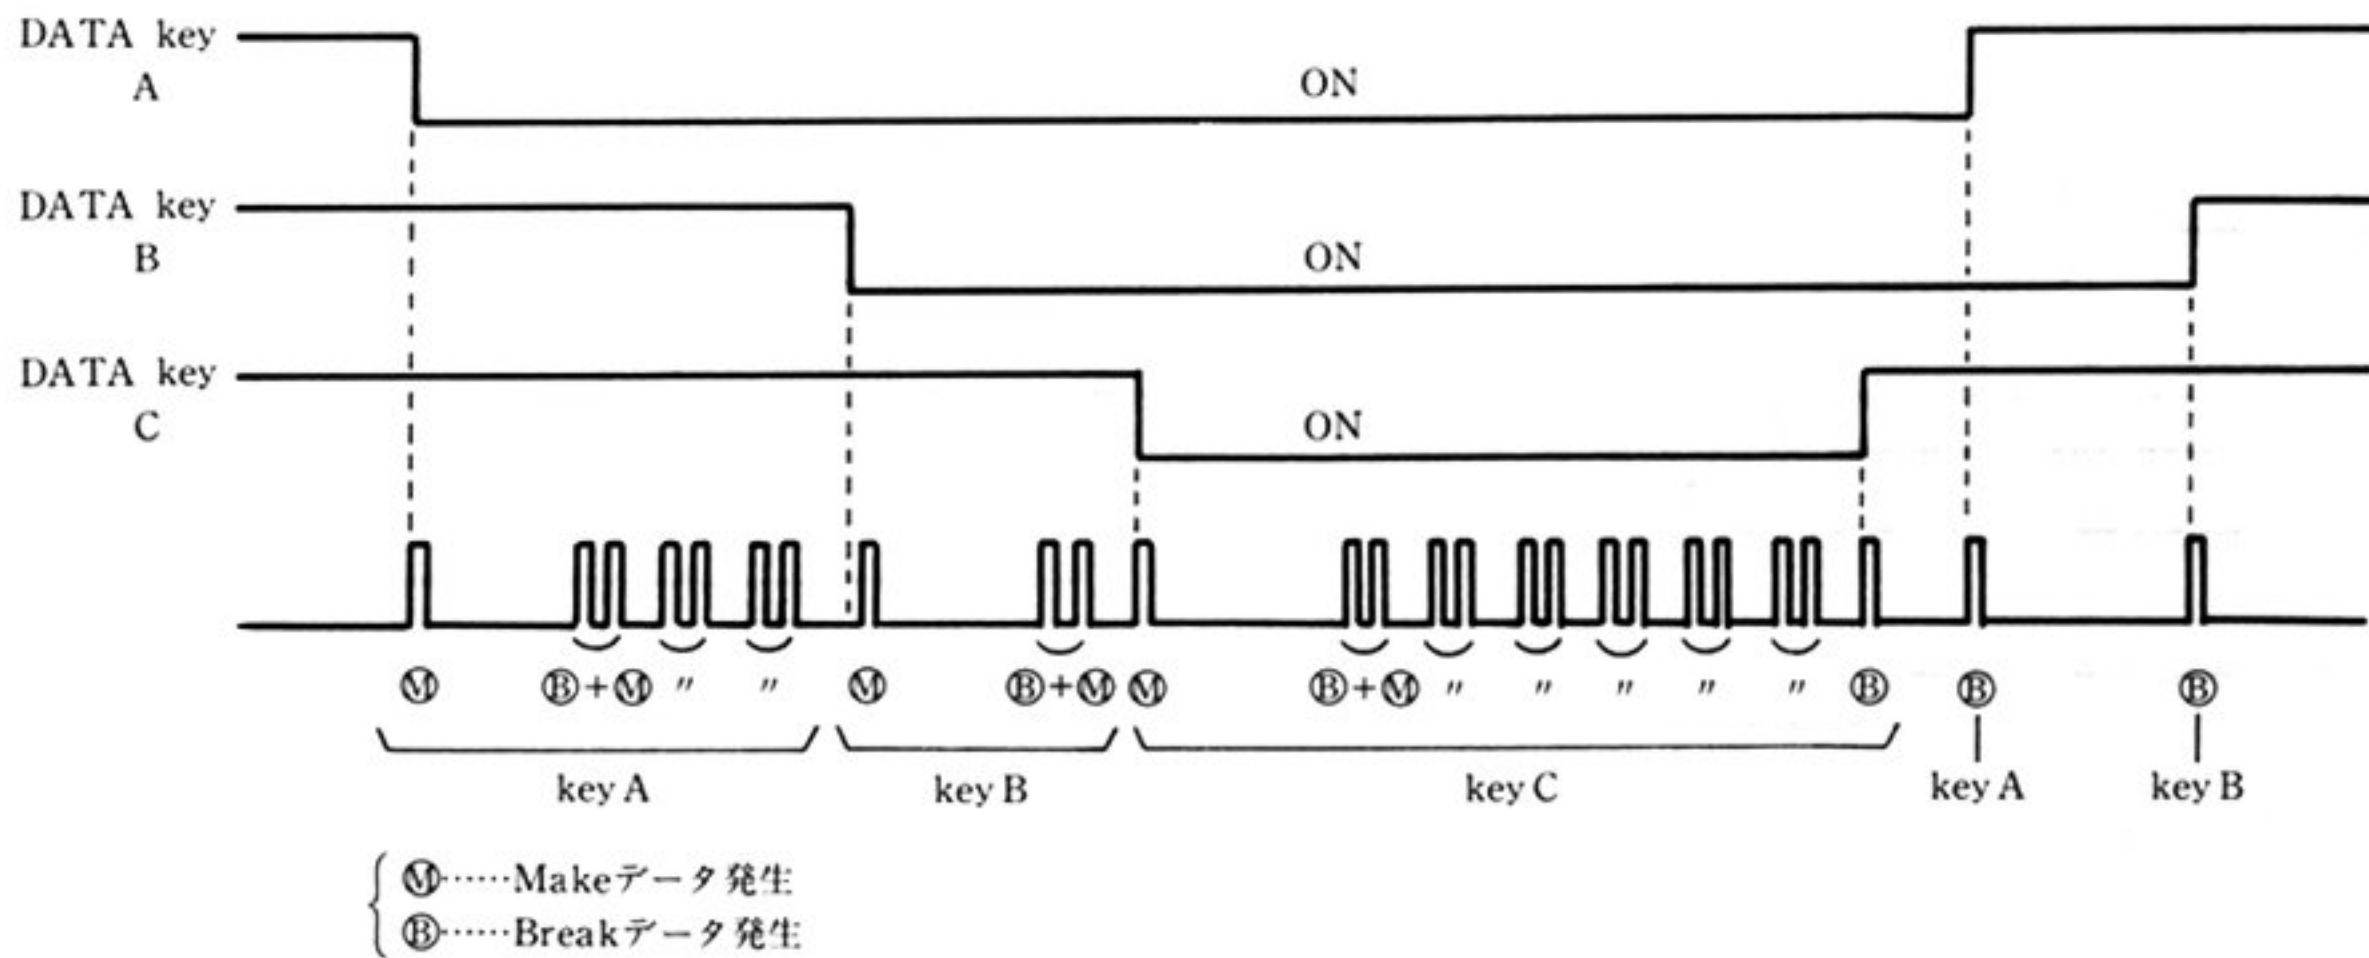 DATA key
A
ON
DATA key
B
ON
DATA key
C
ON
Ⓜ Ⓑ+Ⓜ 〃 〃 Ⓜ Ⓑ+Ⓜ Ⓜ Ⓑ+Ⓜ 〃 〃 〃 〃 〃 Ⓑ Ⓑ Ⓑ
key A key B key C key A key B
Ⓜ……Makeデータ発生
Ⓑ……Breakデータ発生